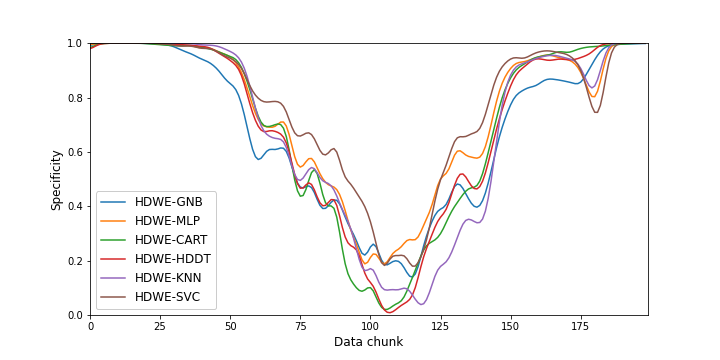 1.0
0.8
0.6
0.4
0.2
0.0
Specificity
HDWE-GNB
HDWE-MLP
HDWE-CART
HDWE-HDDT
HDWE-KNN
HDWE-SVC
0 25 50 75 100 125 150 175
Data chunk